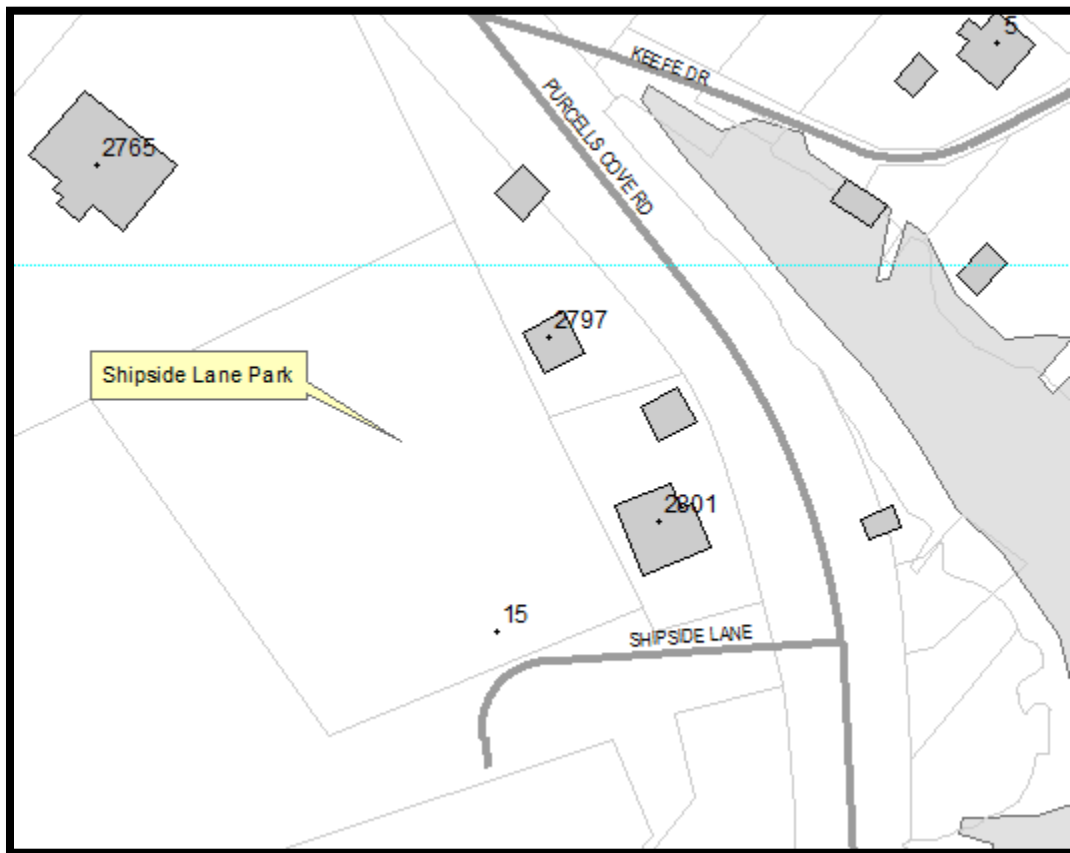 5
KEEFE DR
PURCELLS COVE RD
2765
2797
Shipside Lane Park
2801
15
SHIPSIDE LANE